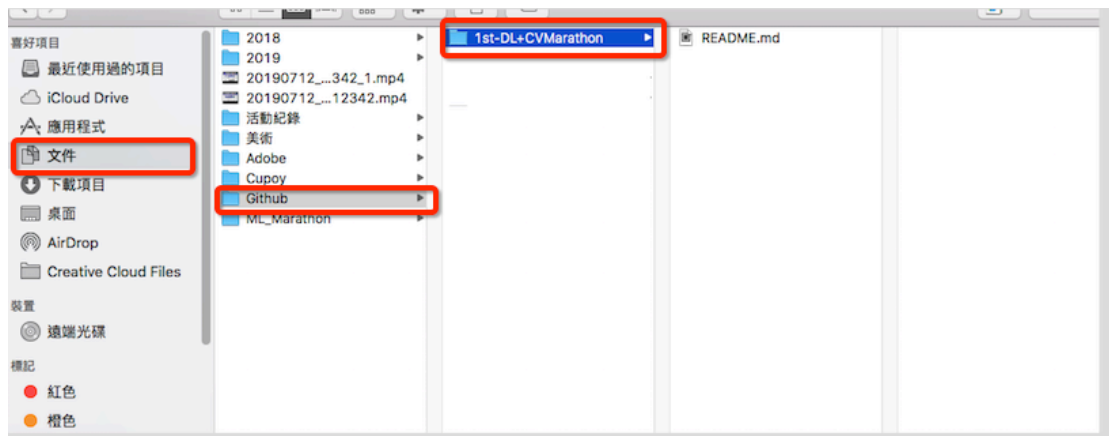 喜好項目
最近使用過的項目
iCloud Drive
應用程式
文件
下載項目
桌面
AirDrop
Creative Cloud Files
裝置
遠端光碟
標記
紅色
橙色
2018
2019
20190712_...342_1.mp4
20190712_...12342.mp4
活動紀錄
美術
Adobe
Cupoy
Github
ML_Marathon
1st-DL+CVMarathon
README.md